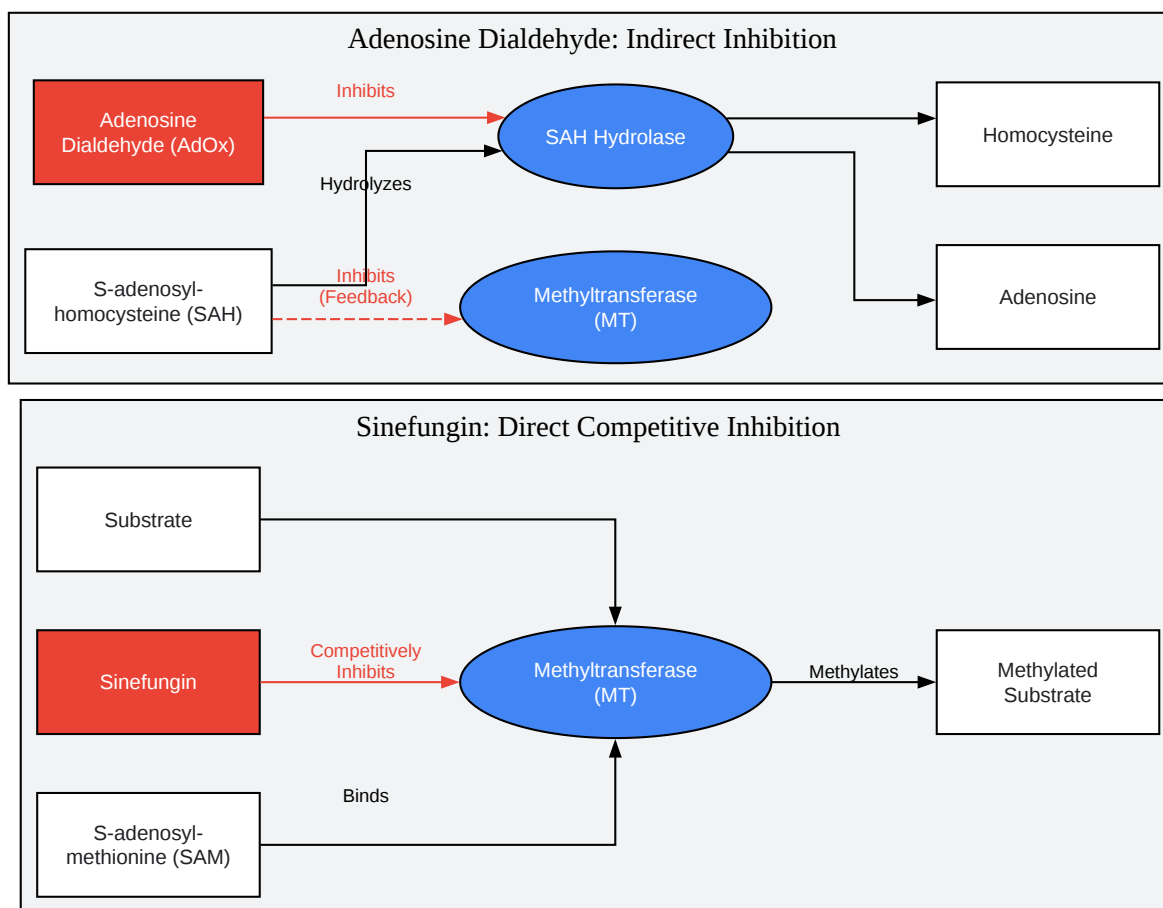 Adenosine Dialdehyde: Indirect Inhibition
Adenosine
Dialdehyde (AdOx)
Inhibits
SAH Hydrolase
Homocysteine
Hydrolyzes
S-adenosyl-
homocysteine (SAH)
Inhibits
(Feedback)
Methyltransferase
(MT)
Adenosine
Sinefungin: Direct Competitive Inhibition
Substrate
Sinefungin
Competitively
Inhibits
Methyltransferase
(MT)
Methylates
Methylated
Substrate
Binds
S-adenosyl-
methionine (SAM)